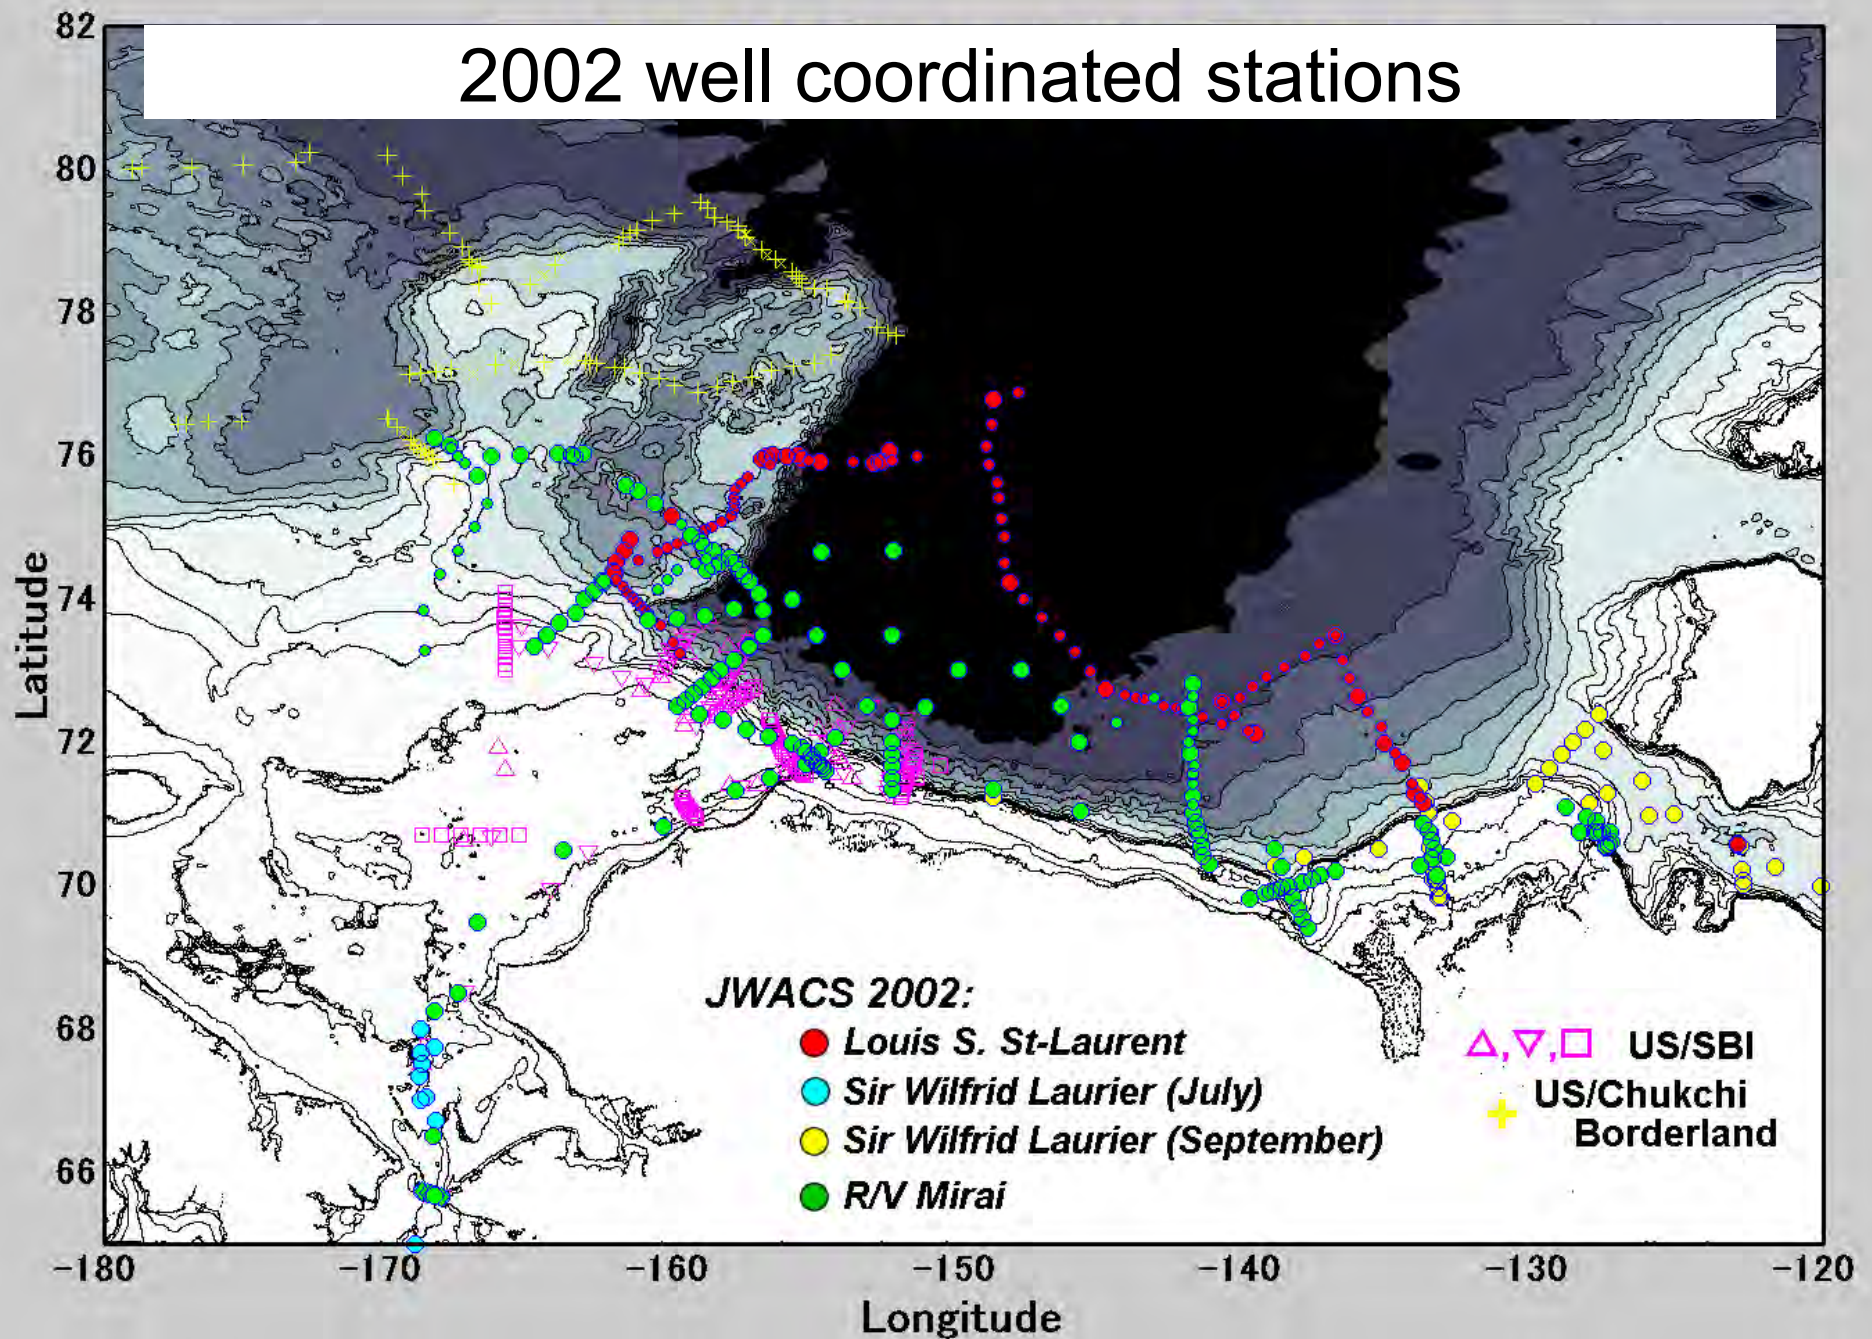 2002 well coordinated stations
82
80
78
76
74
72
70
68
66
Latitude
JWACS 2002:
Louis S. St-Laurent
Sir Wilfrid Laurier (July)
Sir Wilfrid Laurier (September)
R/V Mirai
△,▽,□ US/SBI
US/Chukchi
Borderland
-180 -170 -160 -150 -140 -130 -120
Longitude